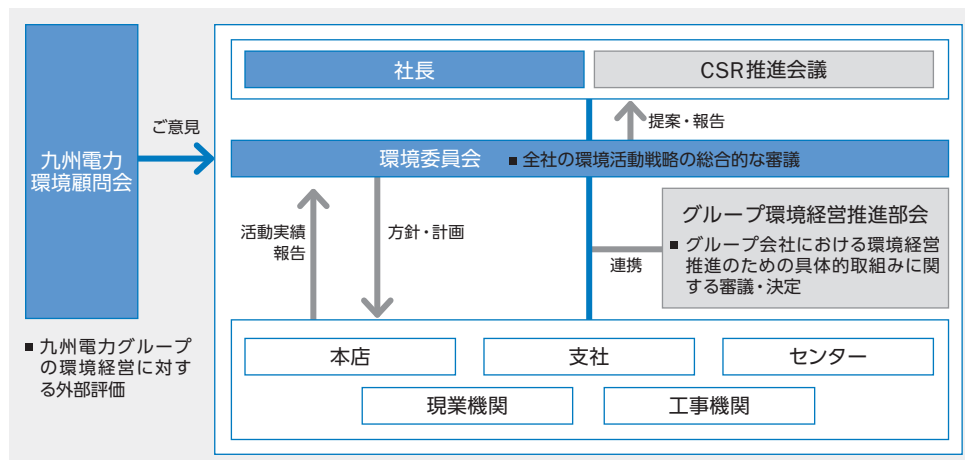 社長
CSR推進会議
ご意見
提案・報告
九州電力
環境顧問会
環境委員会
■ 全社の環境活動戦略の総合的な審議
活動実績
報告
方針・計画
連携
グループ環境経営推進部会
■ グループ会社における環境経営
推進のための具体的取組みに関
する審議・決定
■ 九州電力グループ
の環境経営に対す
る外部評価
本店
支社
センター
現業機関
工事機関